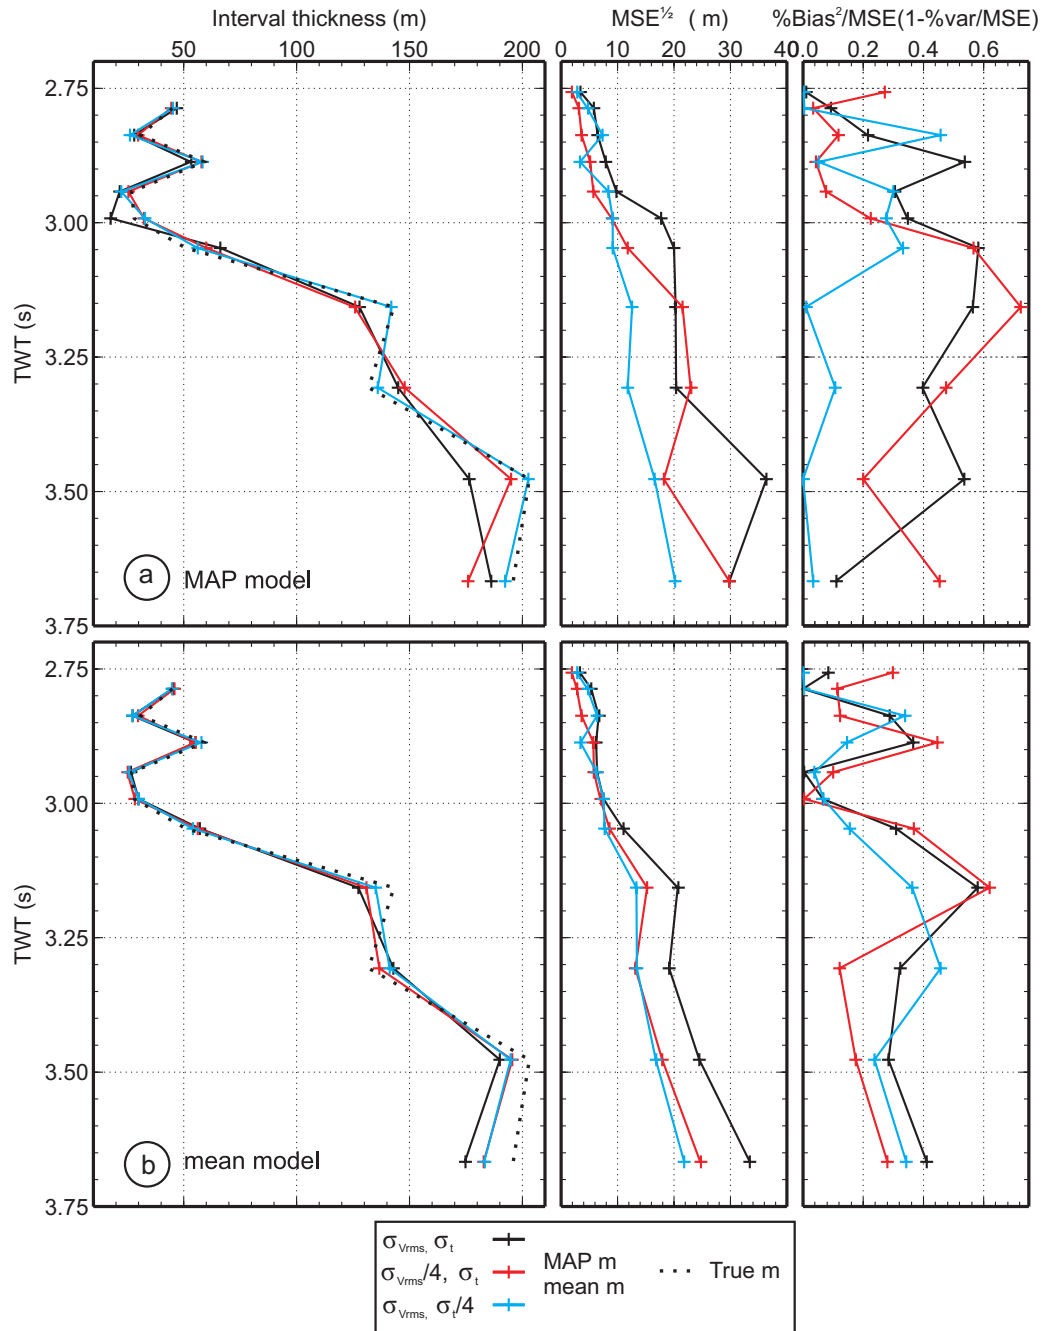 Interval thickness (m) MSE½ ( m) %Bias²/MSE(1-%var/MSE)
50 100 150 200 0 10 20 30 40 0.0 0.2 0.4 0.6
2.75
3.00
3.25
3.50
3.75
TWT (s)
a MAP model
2.75
3.00
3.25
3.50
3.75
TWT (s)
b mean model
σVrms, σt
σVrms/4, σt
σVrms, σt/4
MAP m
mean m
True m